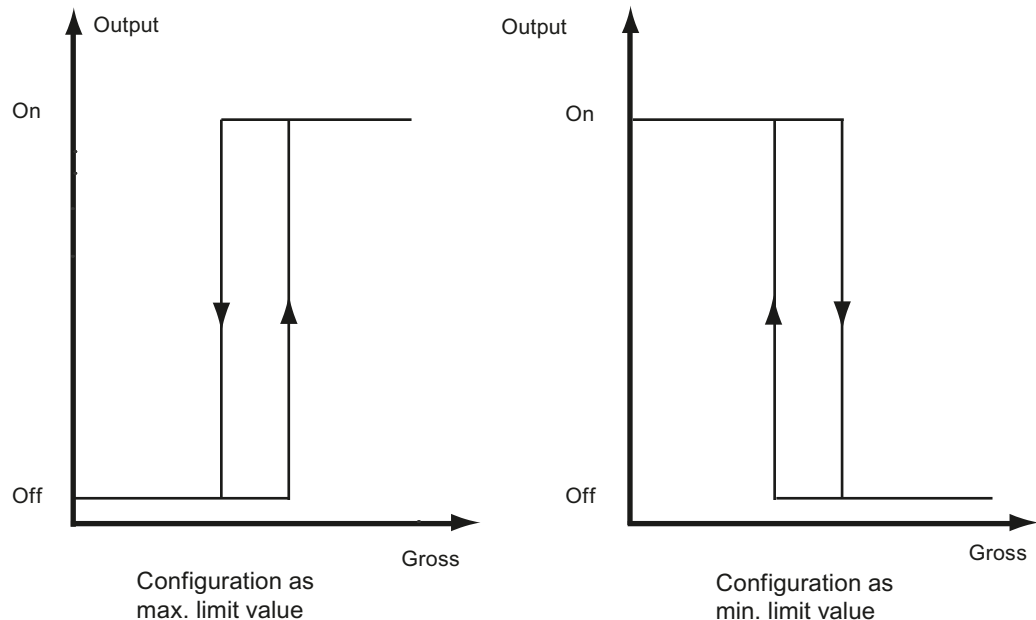 Output
On
Off
Gross
Configuration as
max. limit value
Output
On
Off
Gross
Configuration as
min. limit value